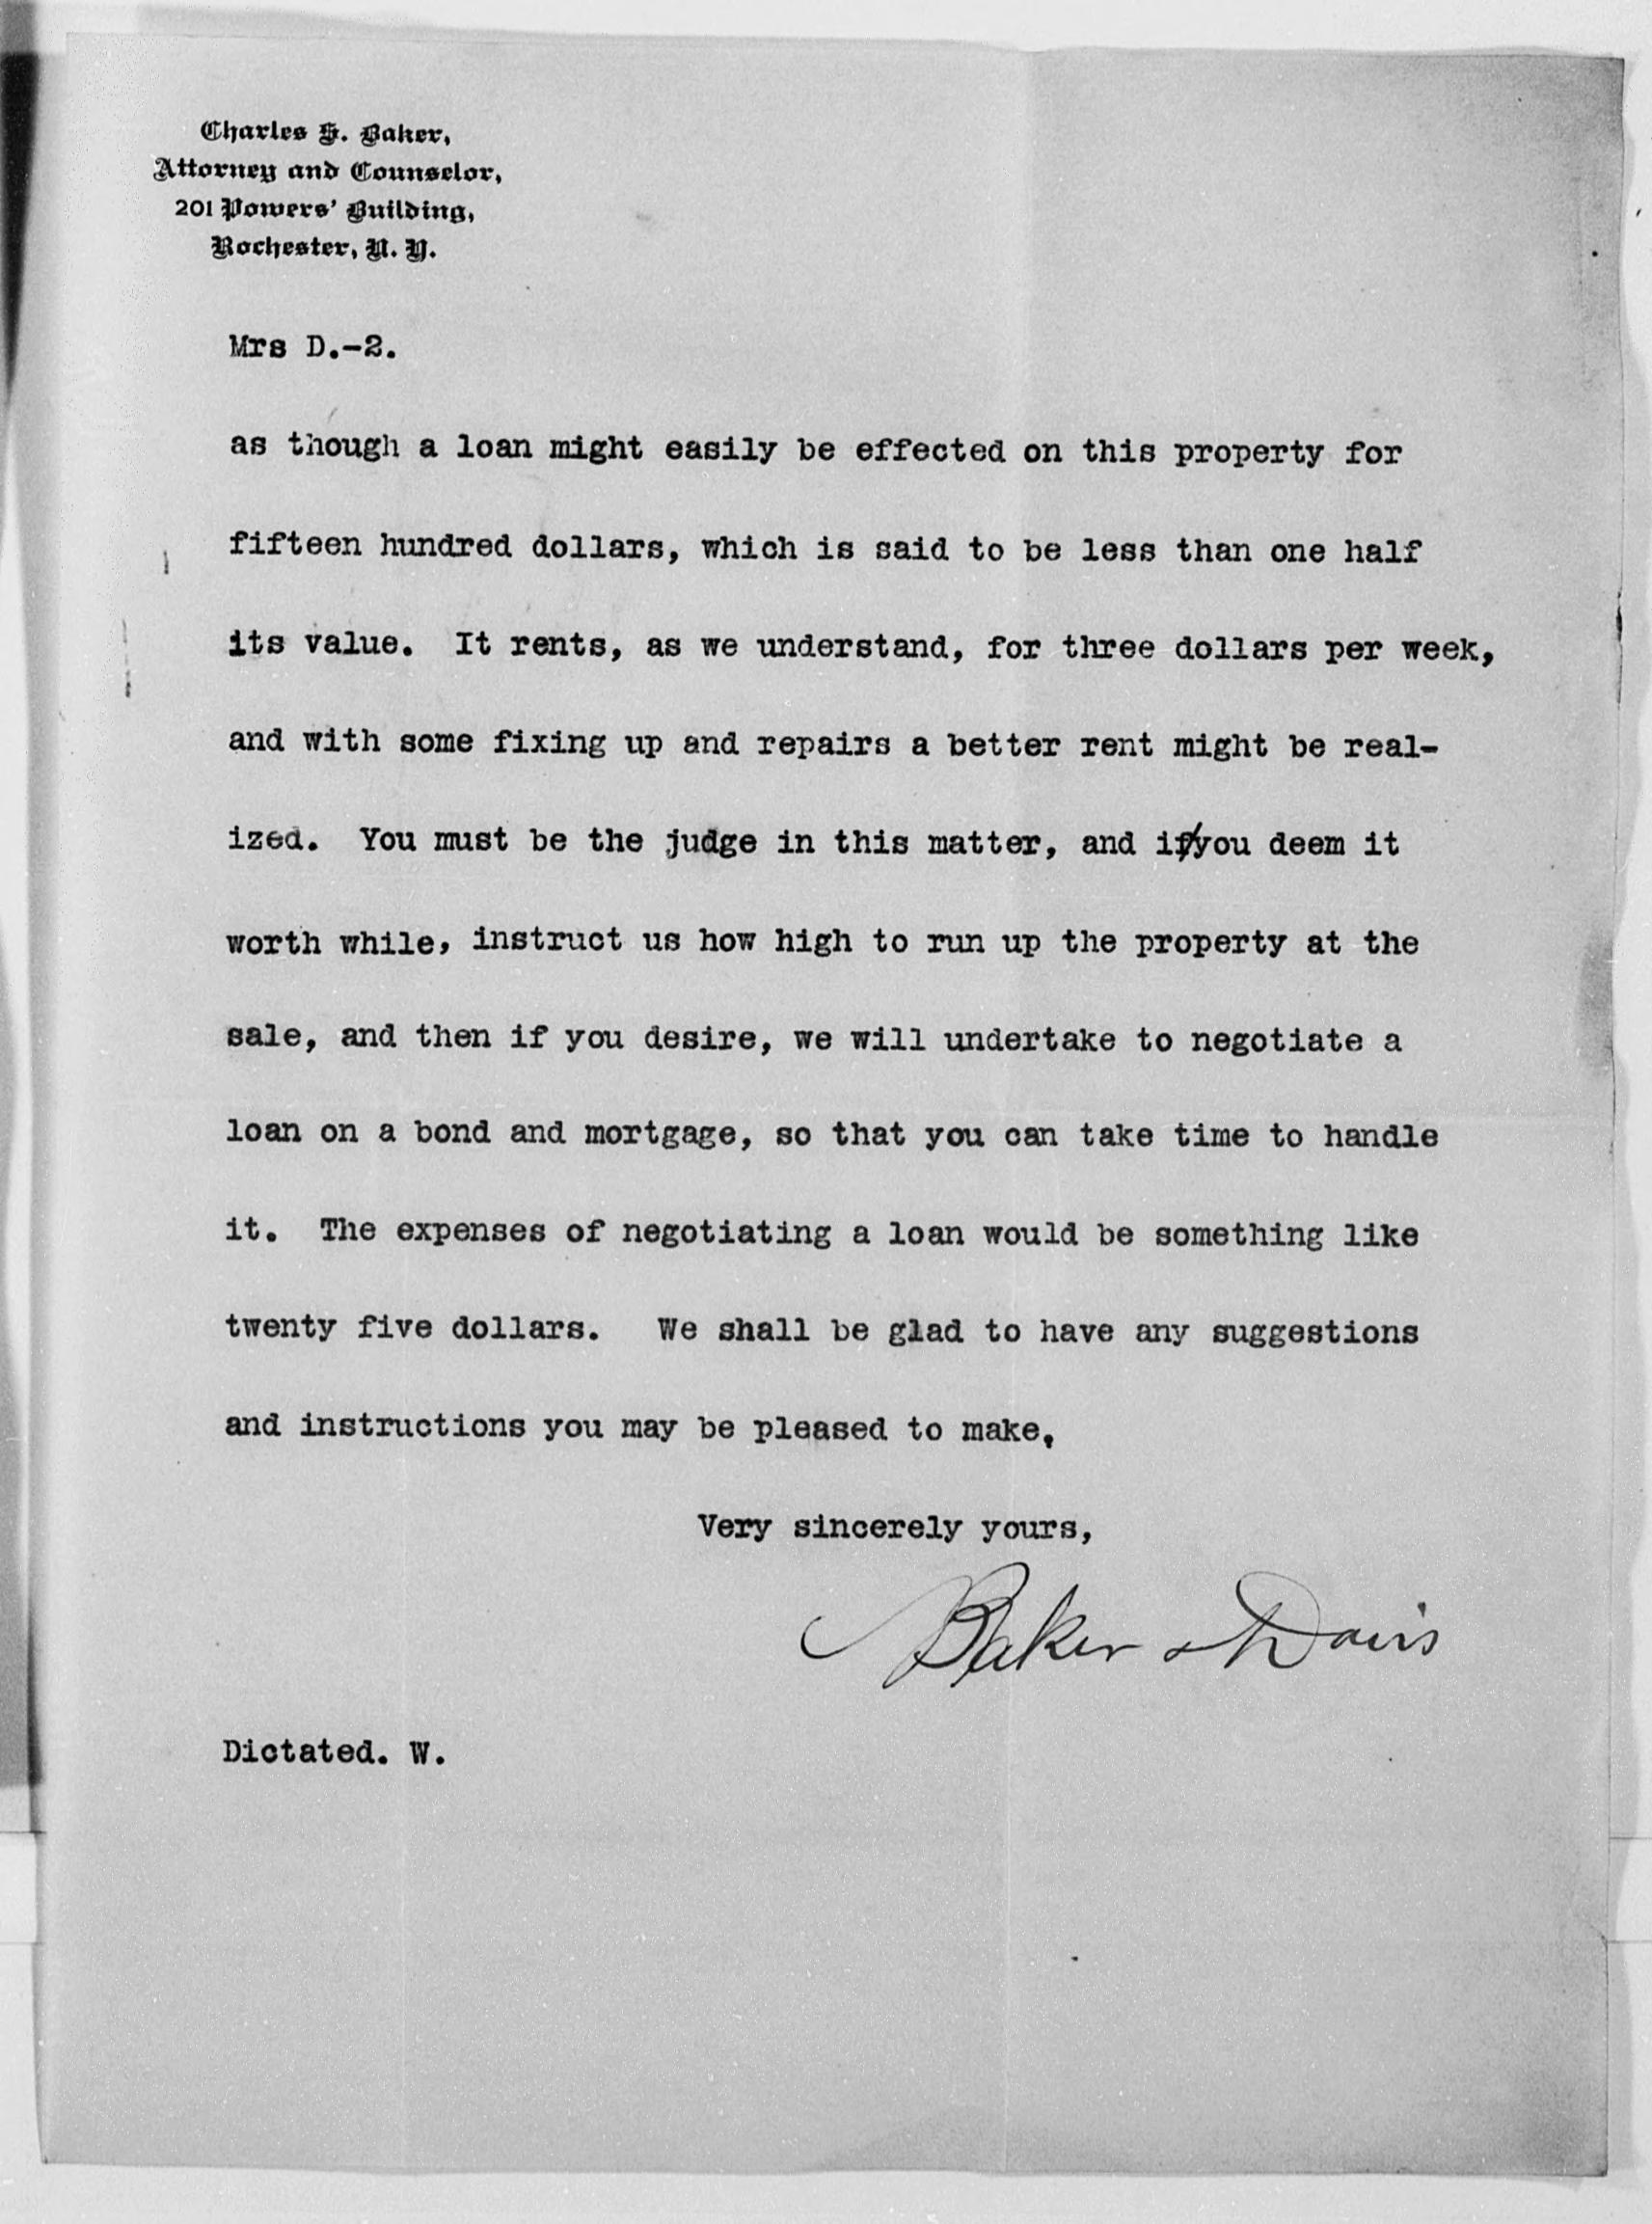 Charles S. Baker,
Attorney and Counselor,
201 Powers' Building,
Rochester, N. Y.
Mrs D.-2.
as though a loan might easily be effected on this property for
fifteen hundred dollars, which is said to be less than one half
its value. It rents, as we understand, for three dollars per week,
and with some fixing up and repairs a better rent might be real-
ized. You must be the judge in this matter, and if/you deem it
worth while, instruct us how high to run up the property at the
sale, and then if you desire, we will undertake to negotiate a
loan on a bond and mortgage, so that you can take time to handle
it. The expenses of negotiating a loan would be something like
twenty five dollars. We shall be glad to have any suggestions
and instructions you may be pleased to make,
Very sincerely yours,
Baker & Davis
Dictated. W.